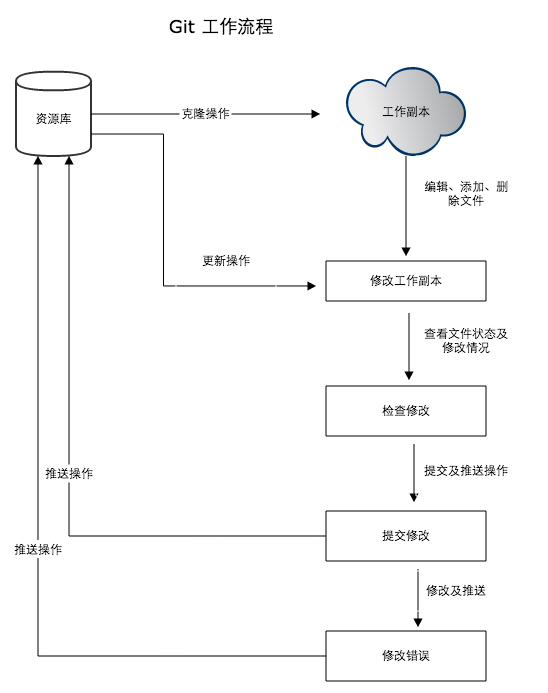 Git 工作流程
资源库
克隆操作
工作副本
编辑、添加、删
除文件
更新操作
修改工作副本
查看文件状态及
修改情况
检查修改
推送操作
提交及推送操作
提交修改
推送操作
修改及推送
修改错误